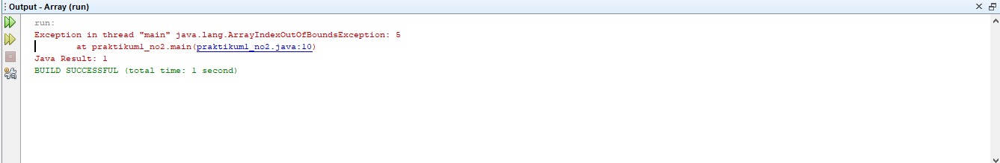 Output - Array (run)
run:
Exception in thread "main" java.lang.ArrayIndexOutOfBoundsException: 5
at praktikum1_no2.main(praktikum1_no2.java:10)
Java Result: 1
BUILD SUCCESSFUL (total time: 1 second)